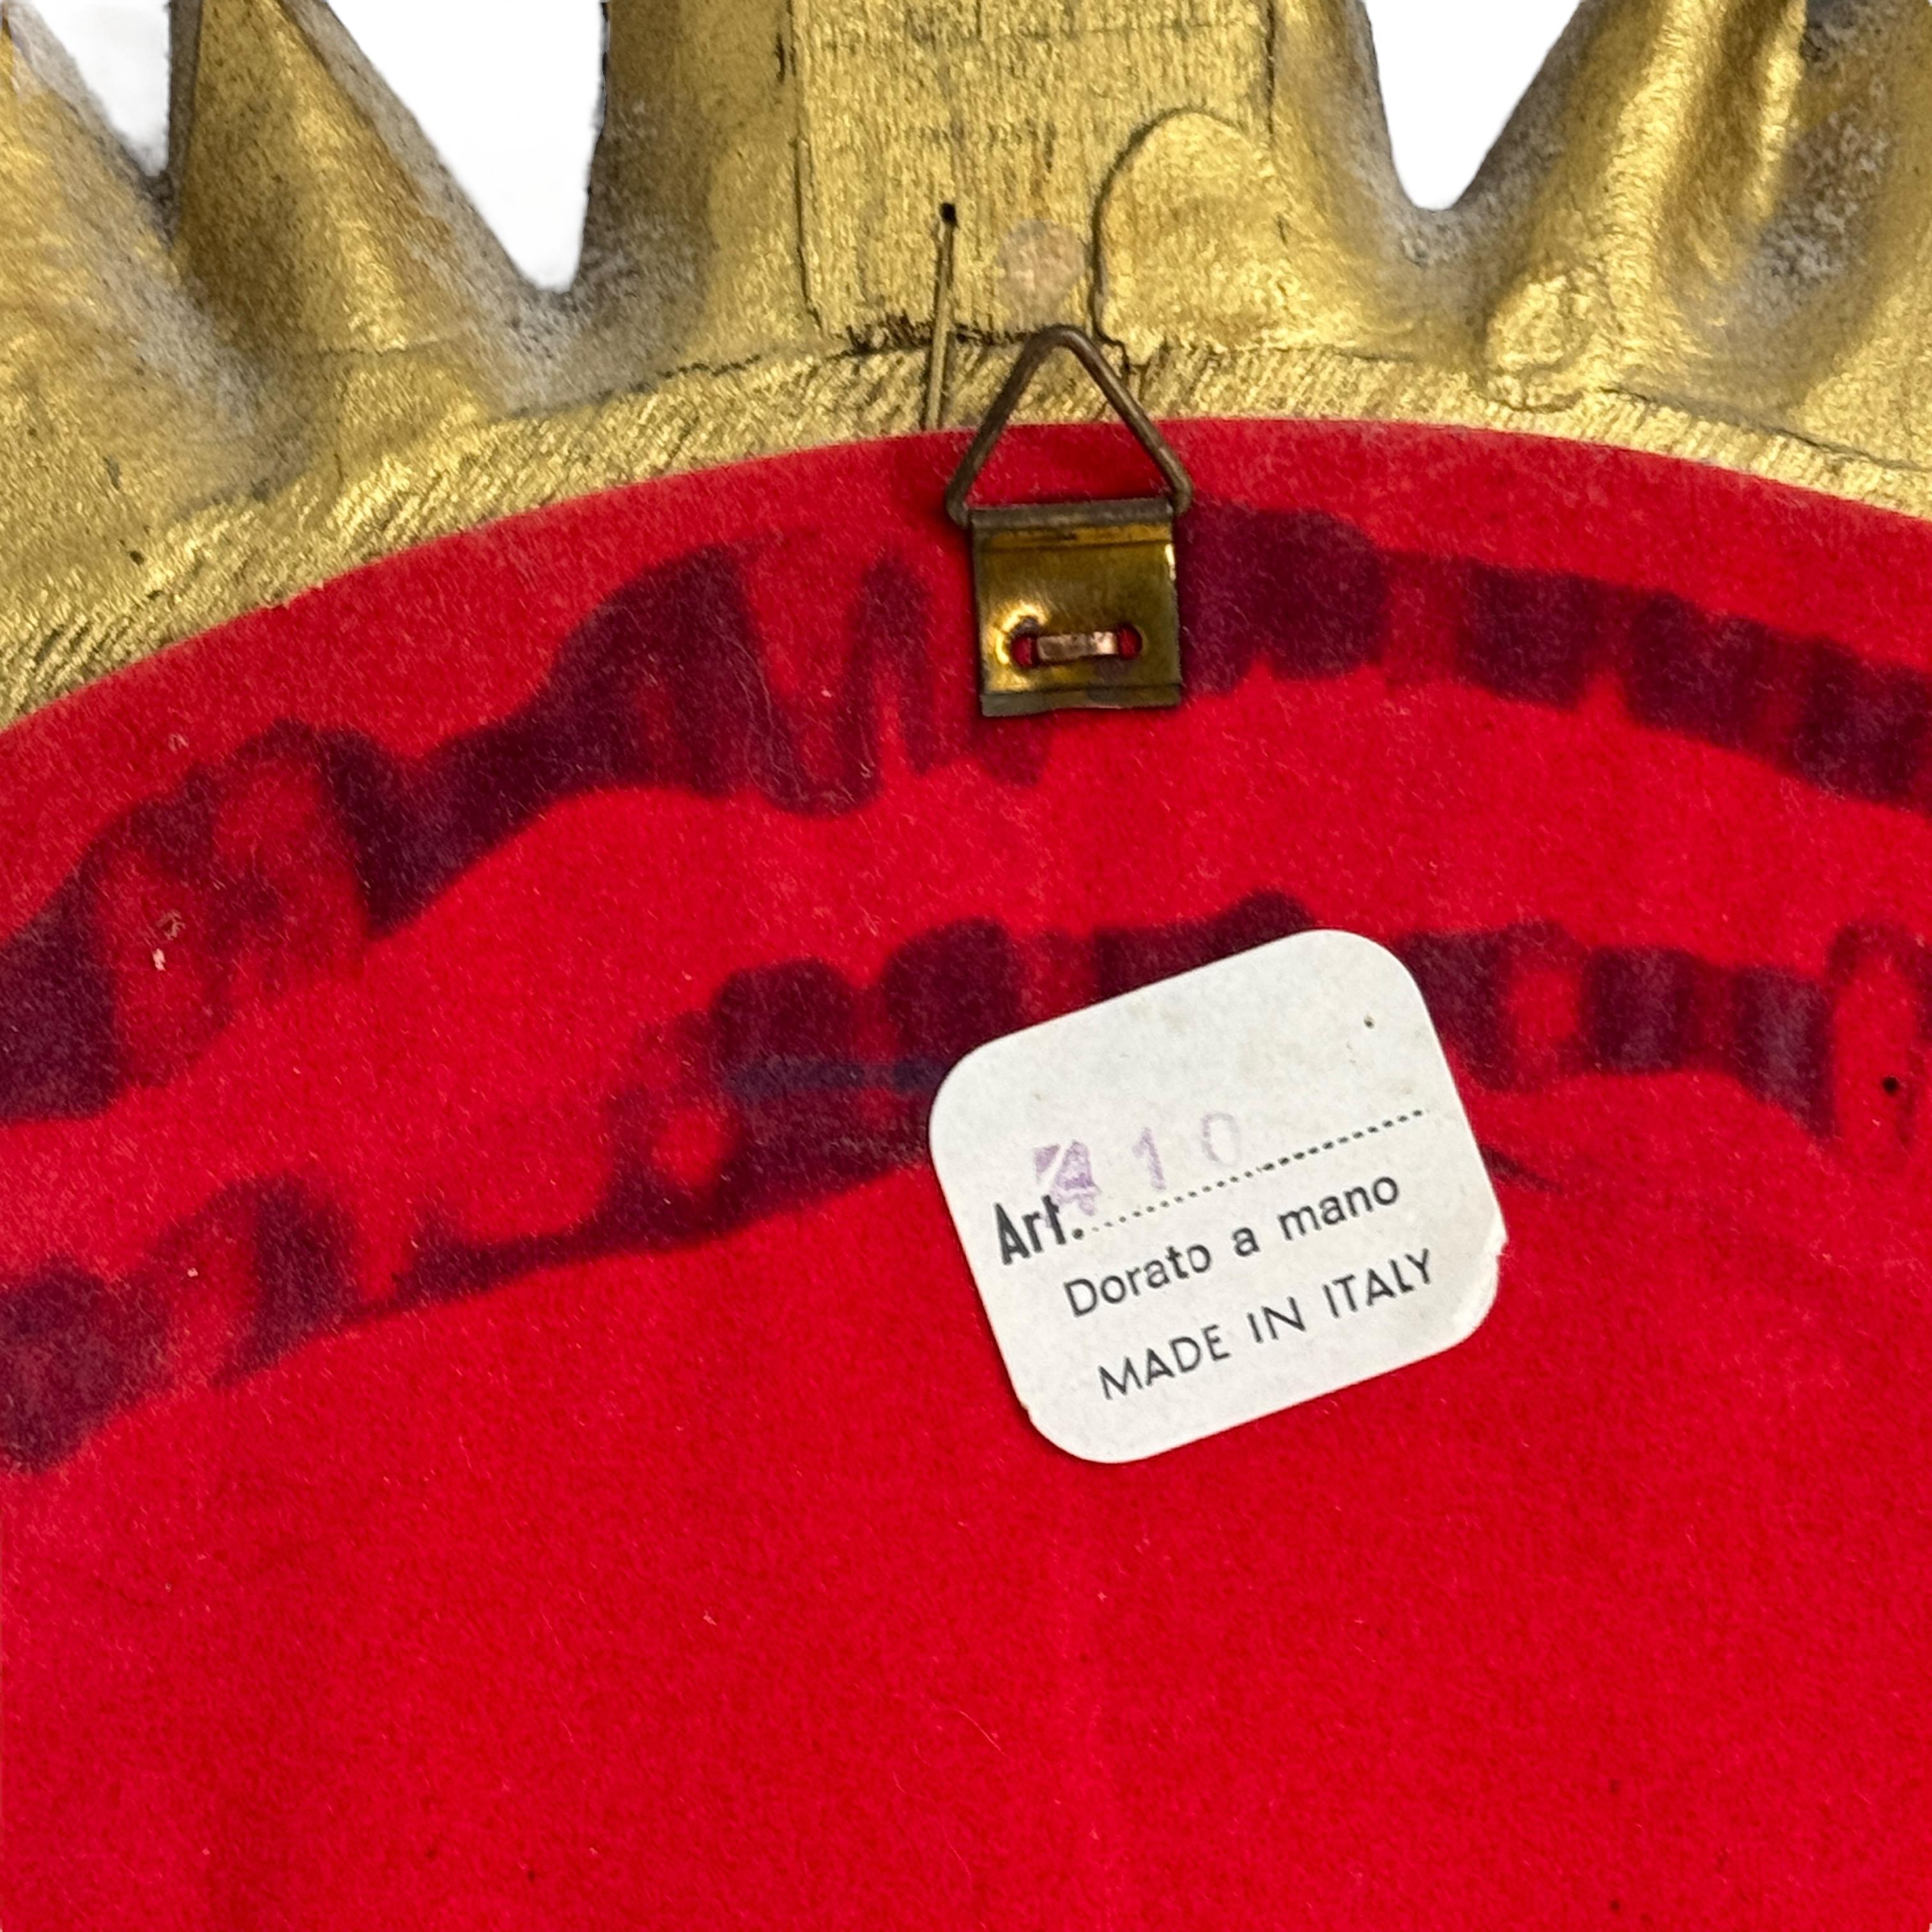 Art. 410
Dorato a mano
MADE IN ITALY